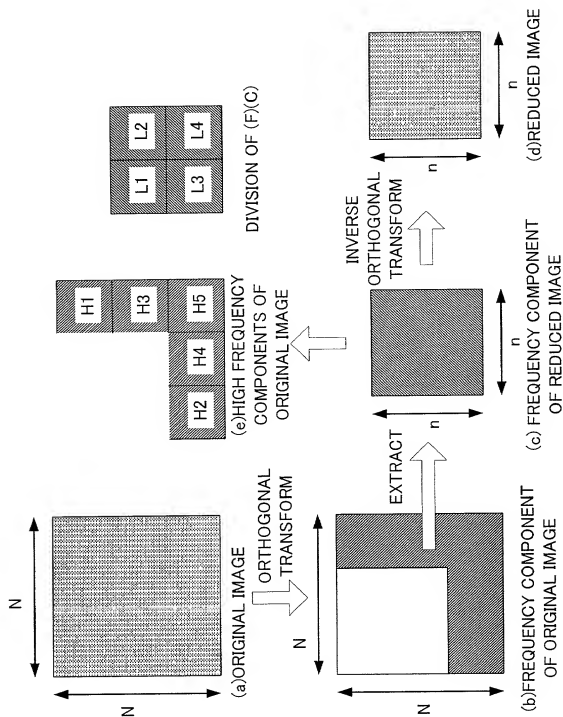 N
N
(a)ORIGINAL IMAGE
ORTHOGONAL
TRANSFORM
N
N
(b)FREQUENCY COMPONENT
OF ORIGINAL IMAGE
EXTRACT
H1
H3
H2
H4
H5
(e)HIGH FREQUENCY
COMPONENTS OF
ORIGINAL IMAGE
n
n
(c) FREQUENCY COMPONENT
OF REDUCED IMAGE
L1
L2
L3
L4
DIVISION OF (F)(C)
INVERSE
ORTHOGONAL
TRANSFORM
n
n
(d)REDUCED IMAGE